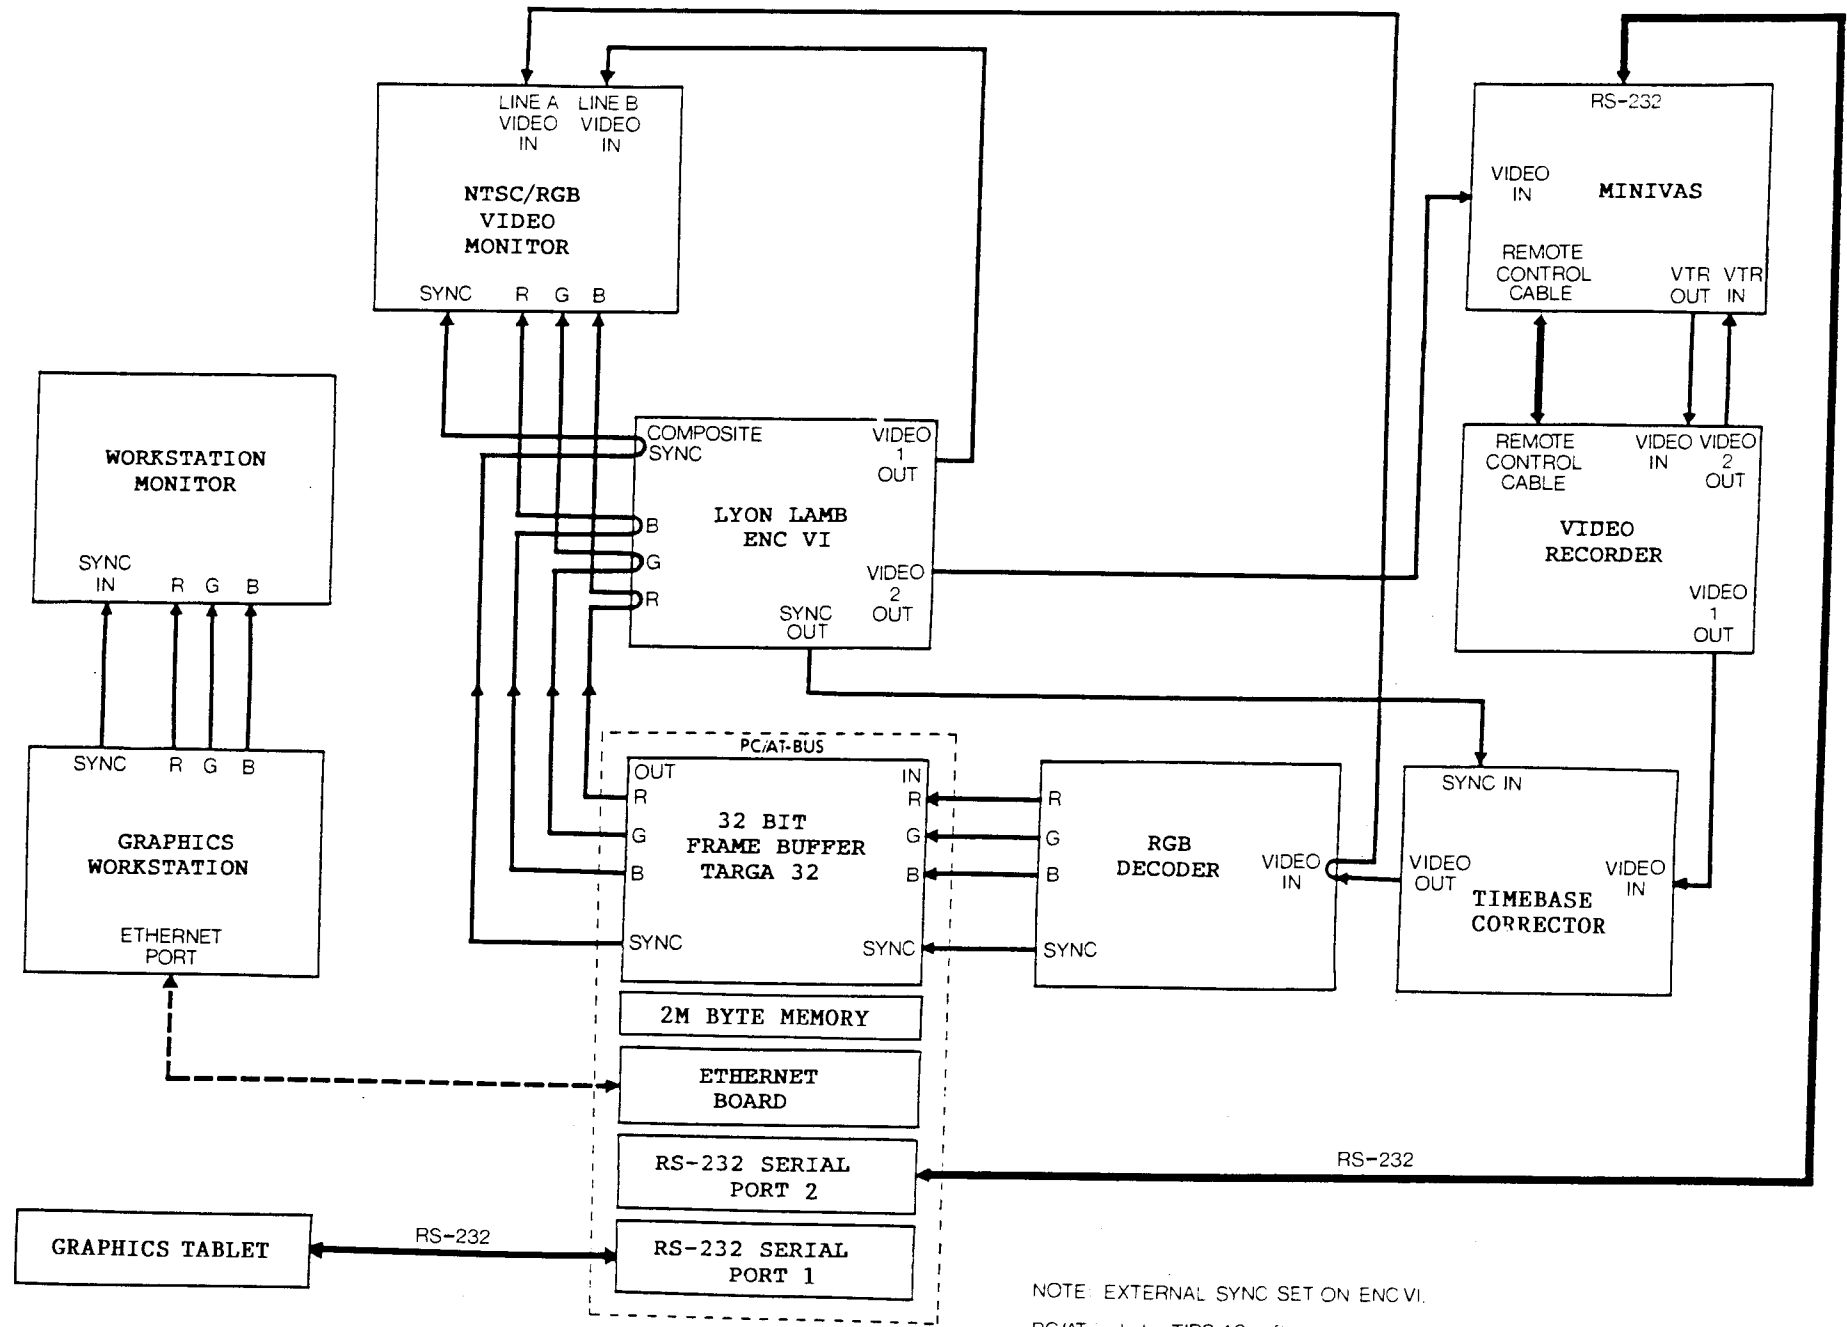 LINE A VIDEO IN
LINE B VIDEO IN
NTSC/RGB
VIDEO
MONITOR
SYNC R G B
RS-232
VIDEO
IN
MINIVAS
REMOTE
CONTROL
CABLE
VTR
OUT
VTR
IN
WORKSTATION
MONITOR
SYNC
IN
R G B
COMPOSITE
SYNC
VIDEO
1
OUT
LYON LAMB
ENC VI
B
G
R
VIDEO
2
OUT
SYNC
OUT
REMOTE
CONTROL
CABLE
VIDEO
IN
VIDEO
2
OUT
VIDEO
RECORDER
VIDEO
1
OUT
SYNC R G B
GRAPHICS
WORKSTATION
ETHERNET
PORT
PC/AT-BUS
OUT
R
G
B
SYNC
IN
R
G
B
SYNC
32 BIT
FRAME BUFFER
TARGA 32
R
G
B
SYNC
RGB
DECODER
VIDEO
IN
SYNC IN
VIDEO
OUT
VIDEO
IN
TIMEBASE
CORRECTOR
2M BYTE MEMORY
ETHERNET
BOARD
RS-232 SERIAL
PORT 2
RS-232
GRAPHICS TABLET
RS-232
RS-232 SERIAL
PORT 1
NOTE: EXTERNAL SYNC SET ON ENC VI.